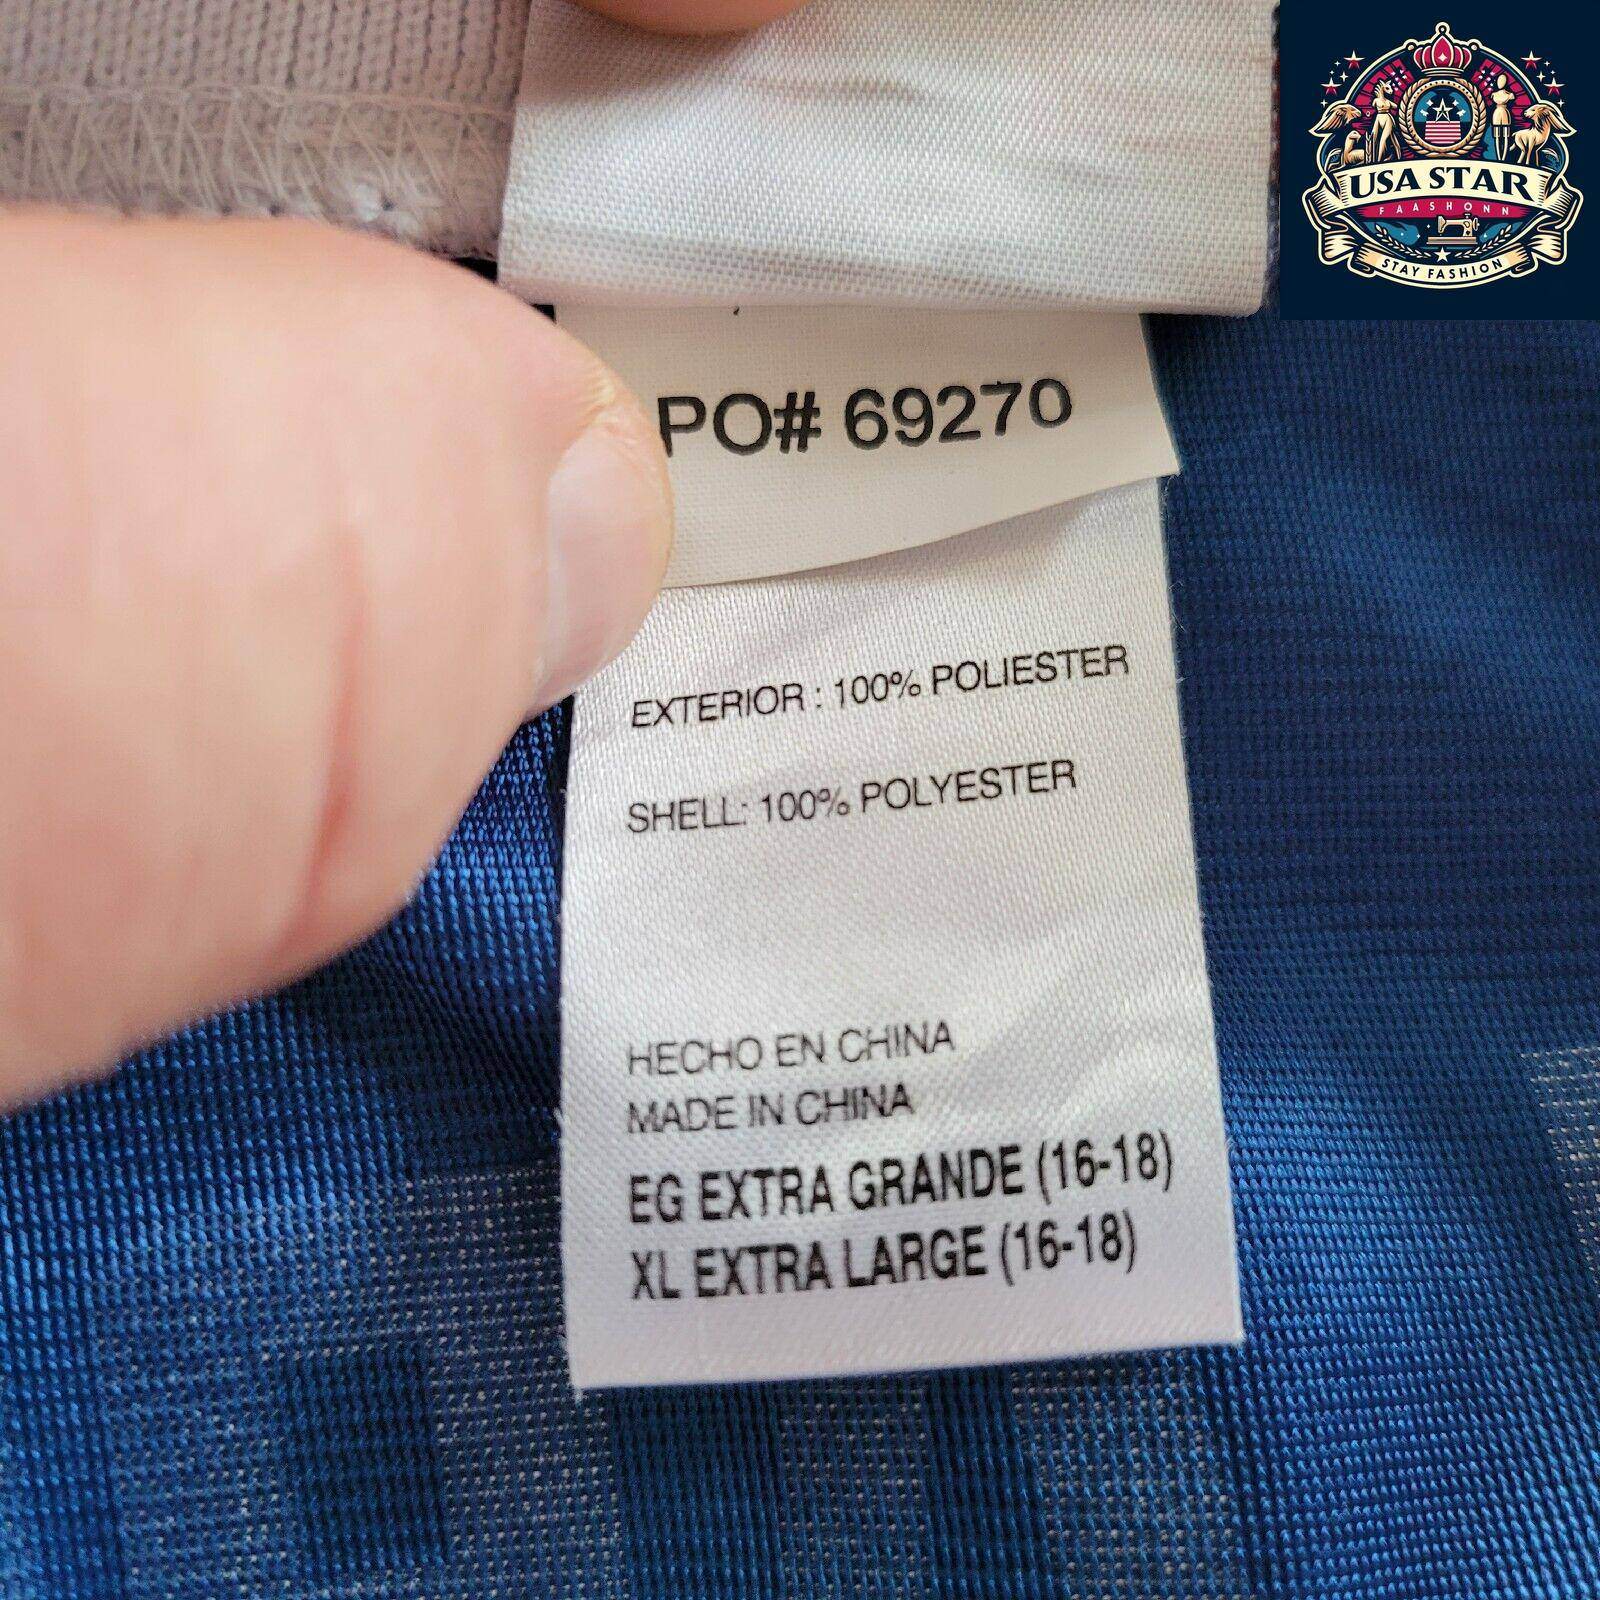 USA STAR
FAASHONN
STAY FASHION
PO# 69270
EXTERIOR : 100% POLIESTER
SHELL: 100% POLYESTER
HECHO EN CHINA
MADE IN CHINA
EG EXTRA GRANDE (16-18)
XL EXTRA LARGE (16-18)